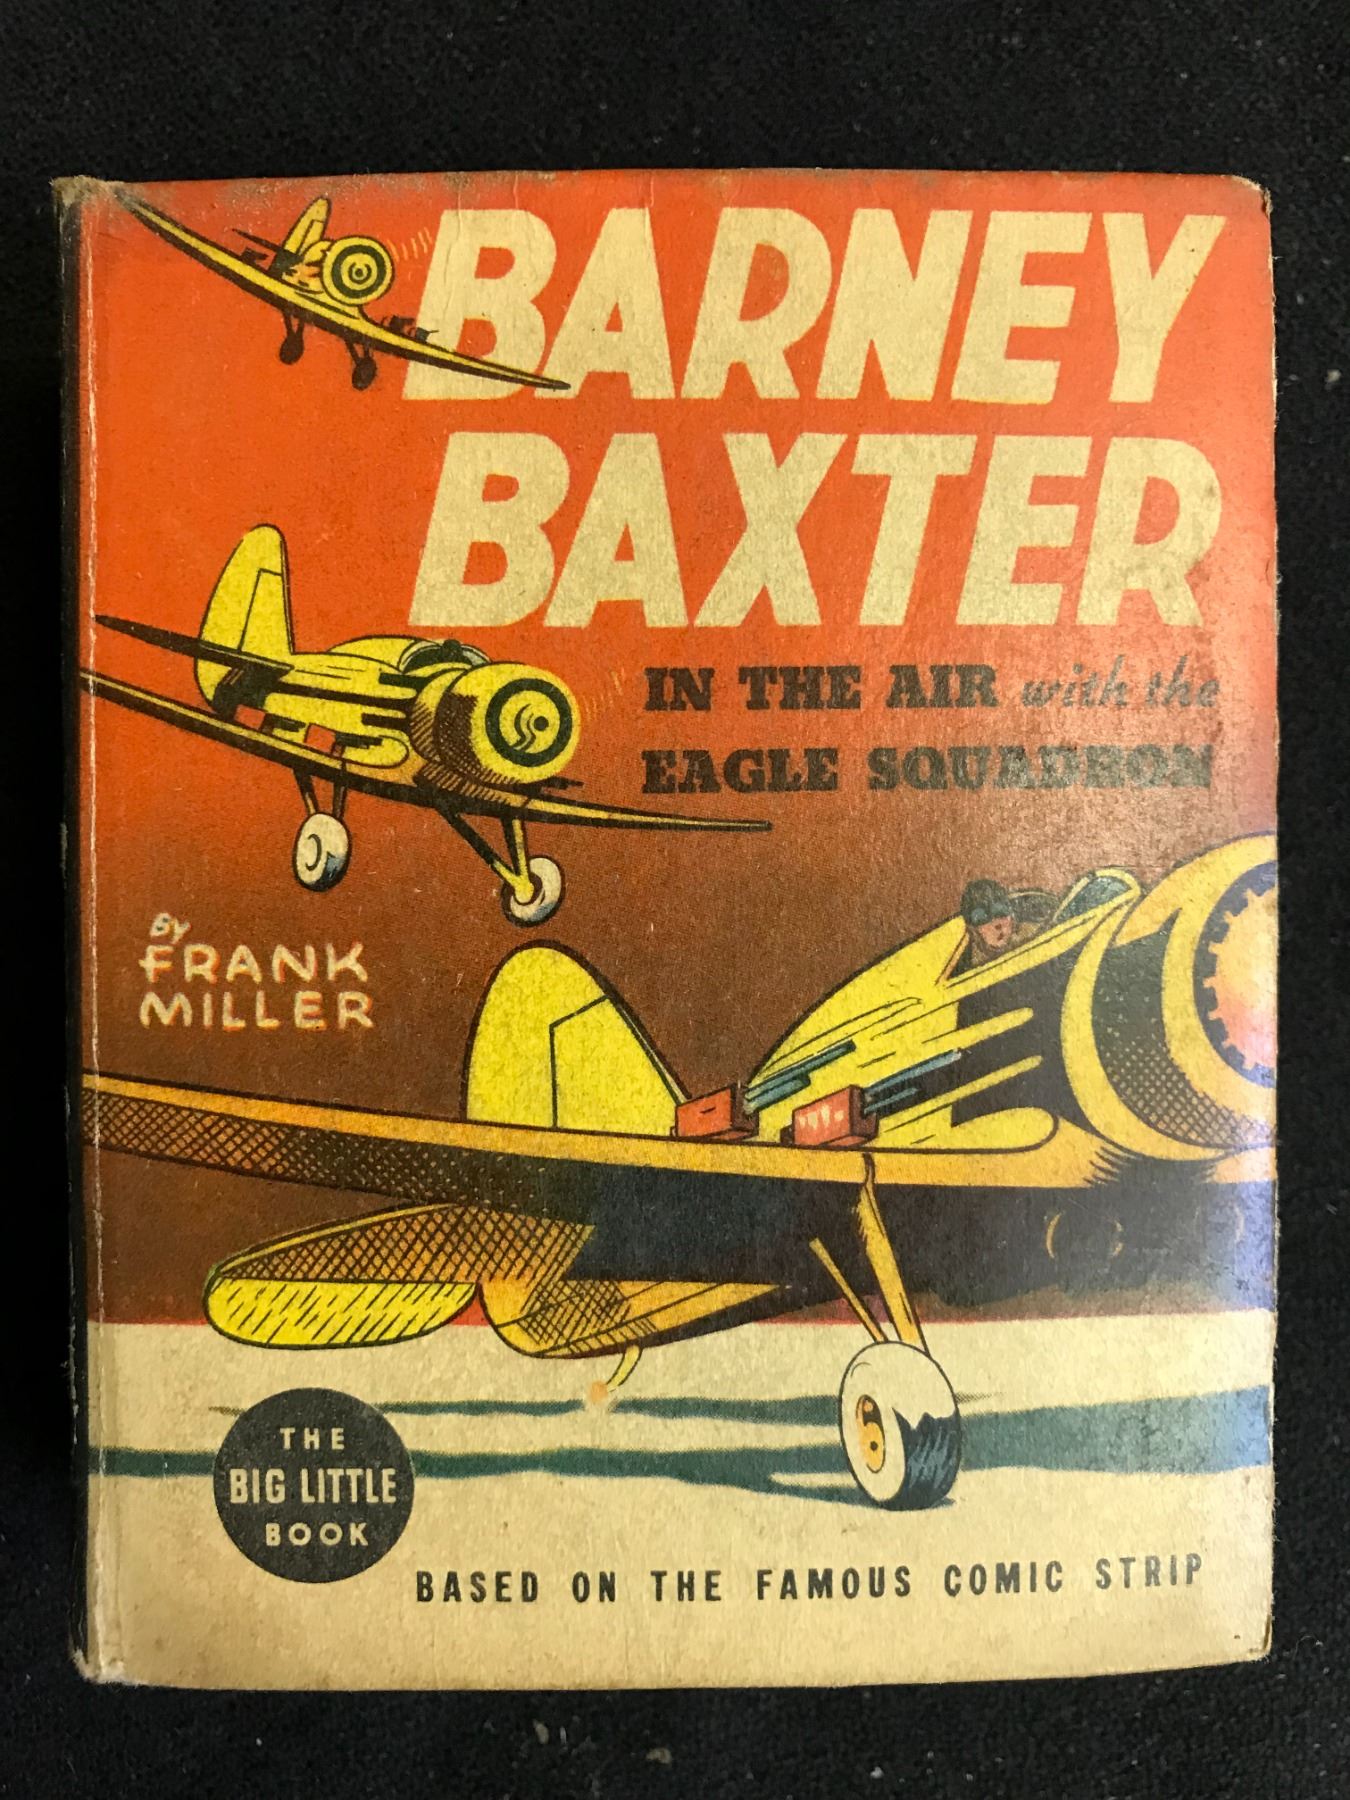 BARNEY
BAXTER
IN THE AIR with the
EAGLE SQUADRON
BY
FRANK
MILLER
THE
BIG LITTLE
BOOK
BASED ON THE FAMOUS COMIC STRIP